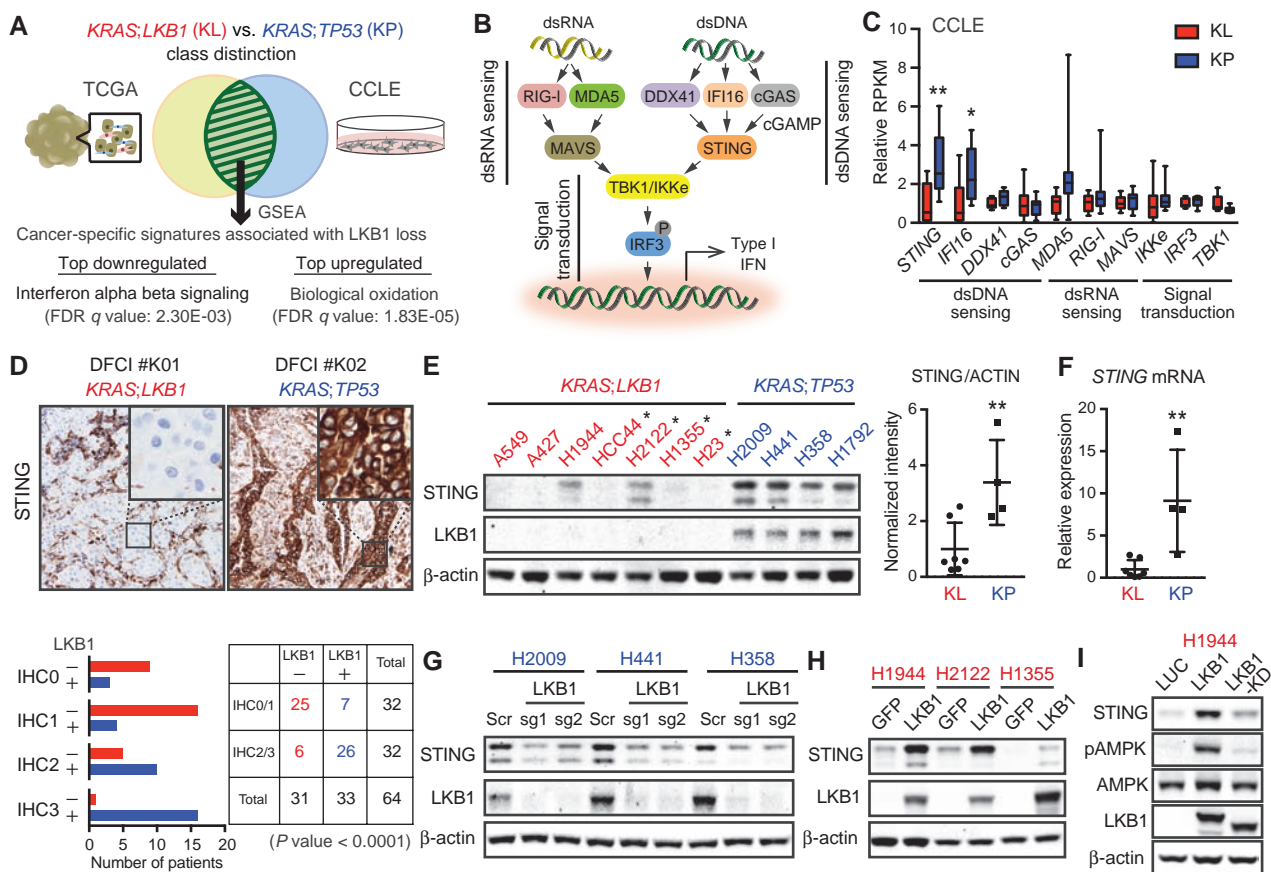 A
KRAS;LKB1 (KL) vs. KRAS;TP53 (KP)
class distinction
TCGA
CCLE
GSEA
Cancer-specific signatures associated with LKB1 loss
Top downregulated
Top upregulated
Interferon alpha beta signaling
Biological oxidation
(FDR q value: 2.30E-03)
(FDR q value: 1.83E-05)
B
dsRNA
dsDNA
dsRNA sensing
RIG-I
MDA5
DDX41
IFI16
cGAS
cGAMP
dsDNA sensing
MAVS
STING
TBK1/IKKe
Signal
transduction
P
IRF3
Type I
IFN
C
CCLE
KL
KP
Relative RPKM
10
8
6
4
2
0
**
*
STING
IFI16
DDX41
cGAS
MDA5
RIG-I
MAVS
IKKe
IRF3
TBK1
dsDNA
sensing
dsRNA
sensing
Signal
transduction
D
DFCI #K01
DFCI #K02
KRAS;LKB1
KRAS;TP53
STING
LKB1
IHC0
−
+
IHC1
−
+
IHC2
−
+
IHC3
−
+
0 5 10 15 20
Number of patients
LKB1 − LKB1 + Total
IHC0/1 25 7 32
IHC2/3 6 26 32
Total 31 33 64
(P value < 0.0001)
E
KRAS;LKB1
KRAS;TP53
A549
A427
H1944
HCC44*
H2122*
H1355*
H23*
H2009
H441
H358
H1792
STING
LKB1
β-actin
STING/ACTIN
Normalized intensity
6
4
2
0
**
KL
KP
F
STING mRNA
Relative expression
20
15
10
5
0
**
KL
KP
G
H2009
H441
H358
LKB1
LKB1
LKB1
Scr sg1 sg2 Scr sg1 sg2 Scr sg1 sg2
STING
LKB1
β-actin
H
H1944
H2122
H1355
GFP
LKB1
GFP
LKB1
GFP
LKB1
STING
LKB1
β-actin
I
H1944
LUC
LKB1
LKB1
-KD
STING
pAMPK
AMPK
LKB1
β-actin